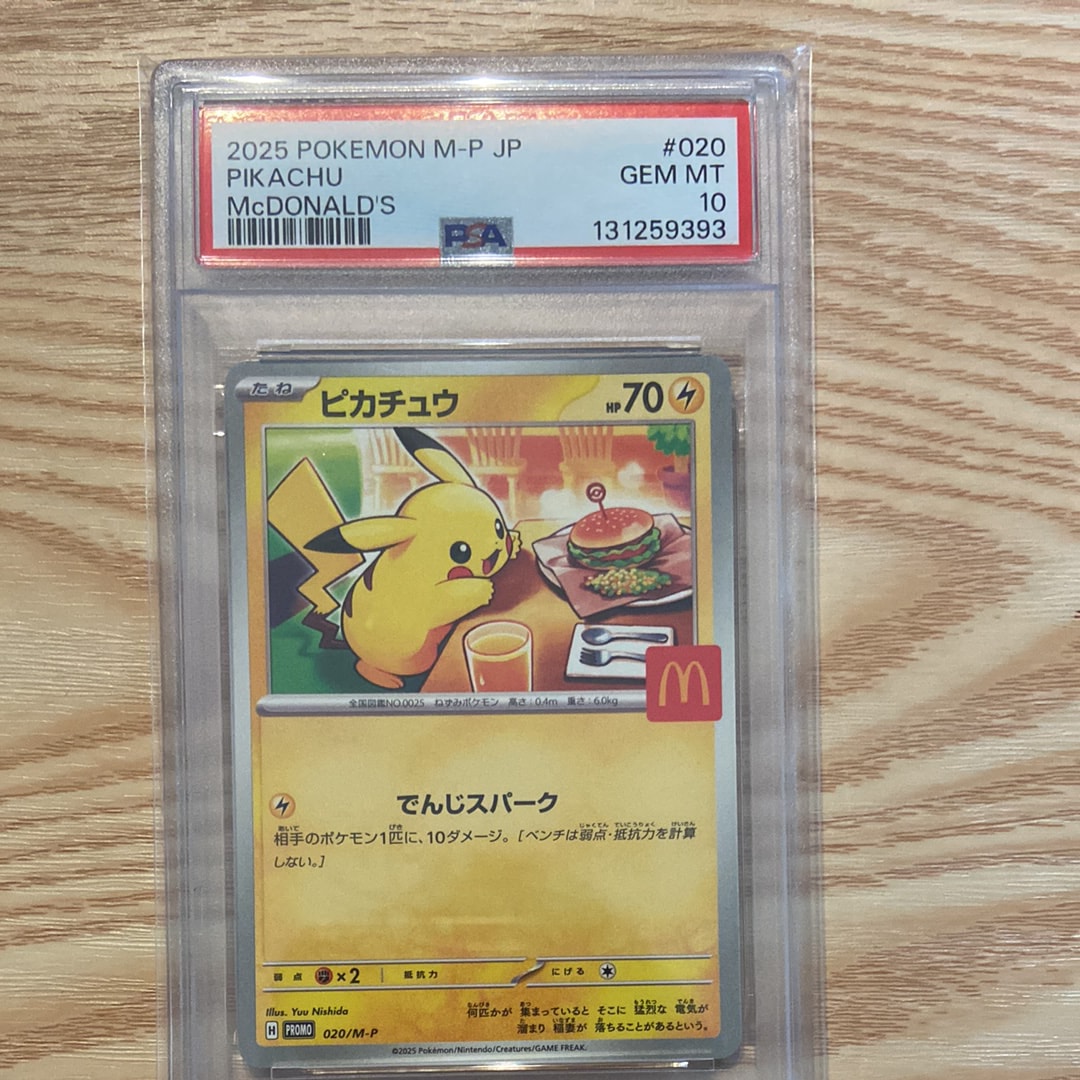 2025 POKEMON M-P JP #020
PIKACHU GEM MT
McDONALD'S 10
PSA 131259393
たね ピカチュウ HP70
全国図鑑NO.0025 ねずみポケモン 高さ:0.4m 重さ:6.0kg
M
でんじスパーク
相手のポケモン1匹に、10ダメージ。[ベンチは弱点・抵抗力を計算
しない。]
弱点 ×2 抵抗力 にげる
Illus. Yuu Nishida
何匹かが 集まっていると そこに 猛烈な 電気が
溜まり 稲妻が 落ちることがあるという。
H PROMO 020/M-P
©2025 Pokémon/Nintendo/Creatures/GAME FREAK.